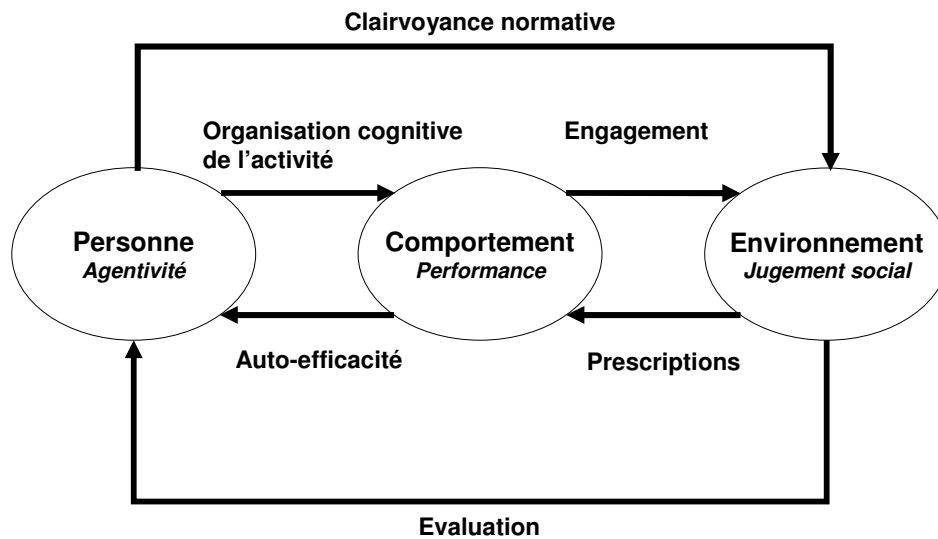 Clairvoyance normative
Organisation cognitive
de l'activité
Engagement
Personne
Agentivité
Comportement
Performance
Environnement
Jugement social
Auto-efficacité
Prescriptions
Evaluation